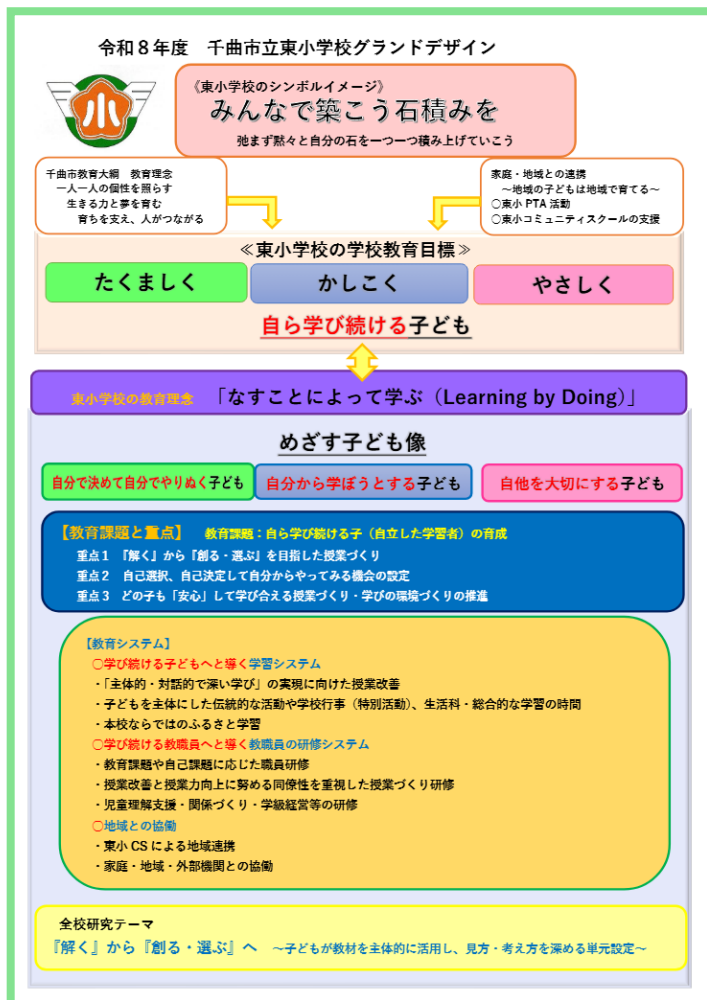 令和８年度　千曲市立東小学校グランドデザイン
小
《東小学校のシンボルイメージ》
みんなで築こう石積みを
弛まず黙々と自分の石を一つ一つ積み上げていこう
千曲市教育大綱　教育理念
一人一人の個性を照らす
生きる力と夢を育む
育ちを支え、人がつながる
家庭・地域との連携
～地域の子どもは地域で育てる～
○東小 PTA 活動
○東小コミュニティスクールの支援
≪東小学校の学校教育目標≫
たくましく
かしこく
やさしく
自ら学び続ける子ども
東小学校の教育理念　「なすことによって学ぶ（Learning by Doing）」
めざす子ども像
自分で決めて自分でやりぬく子ども
自分から学ぼうとする子ども
自他を大切にする子ども
【教育課題と重点】　教育課題：自ら学び続ける子（自立した学習者）の育成
重点１　『解く』から『創る・選ぶ』を目指した授業づくり
重点２　自己選択、自己決定して自分からやってみる機会の設定
重点３　どの子も「安心」して学び合える授業づくり・学びの環境づくりの推進
【教育システム】
○学び続ける子どもへと導く学習システム
・「主体的・対話的で深い学び」の実現に向けた授業改善
・子どもを主体にした伝統的な活動や学校行事（特別活動）、生活科・総合的な学習の時間
・本校ならではのふるさと学習
○学び続ける教職員へと導く教職員の研修システム
・教育課題や自己課題に応じた職員研修
・授業改善と授業力向上に努める同僚性を重視した授業づくり研修
・児童理解支援・関係づくり・学級経営等の研修
○地域との協働
・東小 CS による地域連携
・家庭・地域・外部機関との協働
全校研究テーマ
『解く』から『創る・選ぶ』へ　～子どもが教材を主体的に活用し、見方・考え方を深める単元設定～